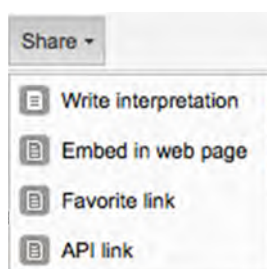 Share
Write interpretation
Embed in web page
Favorite link
API link